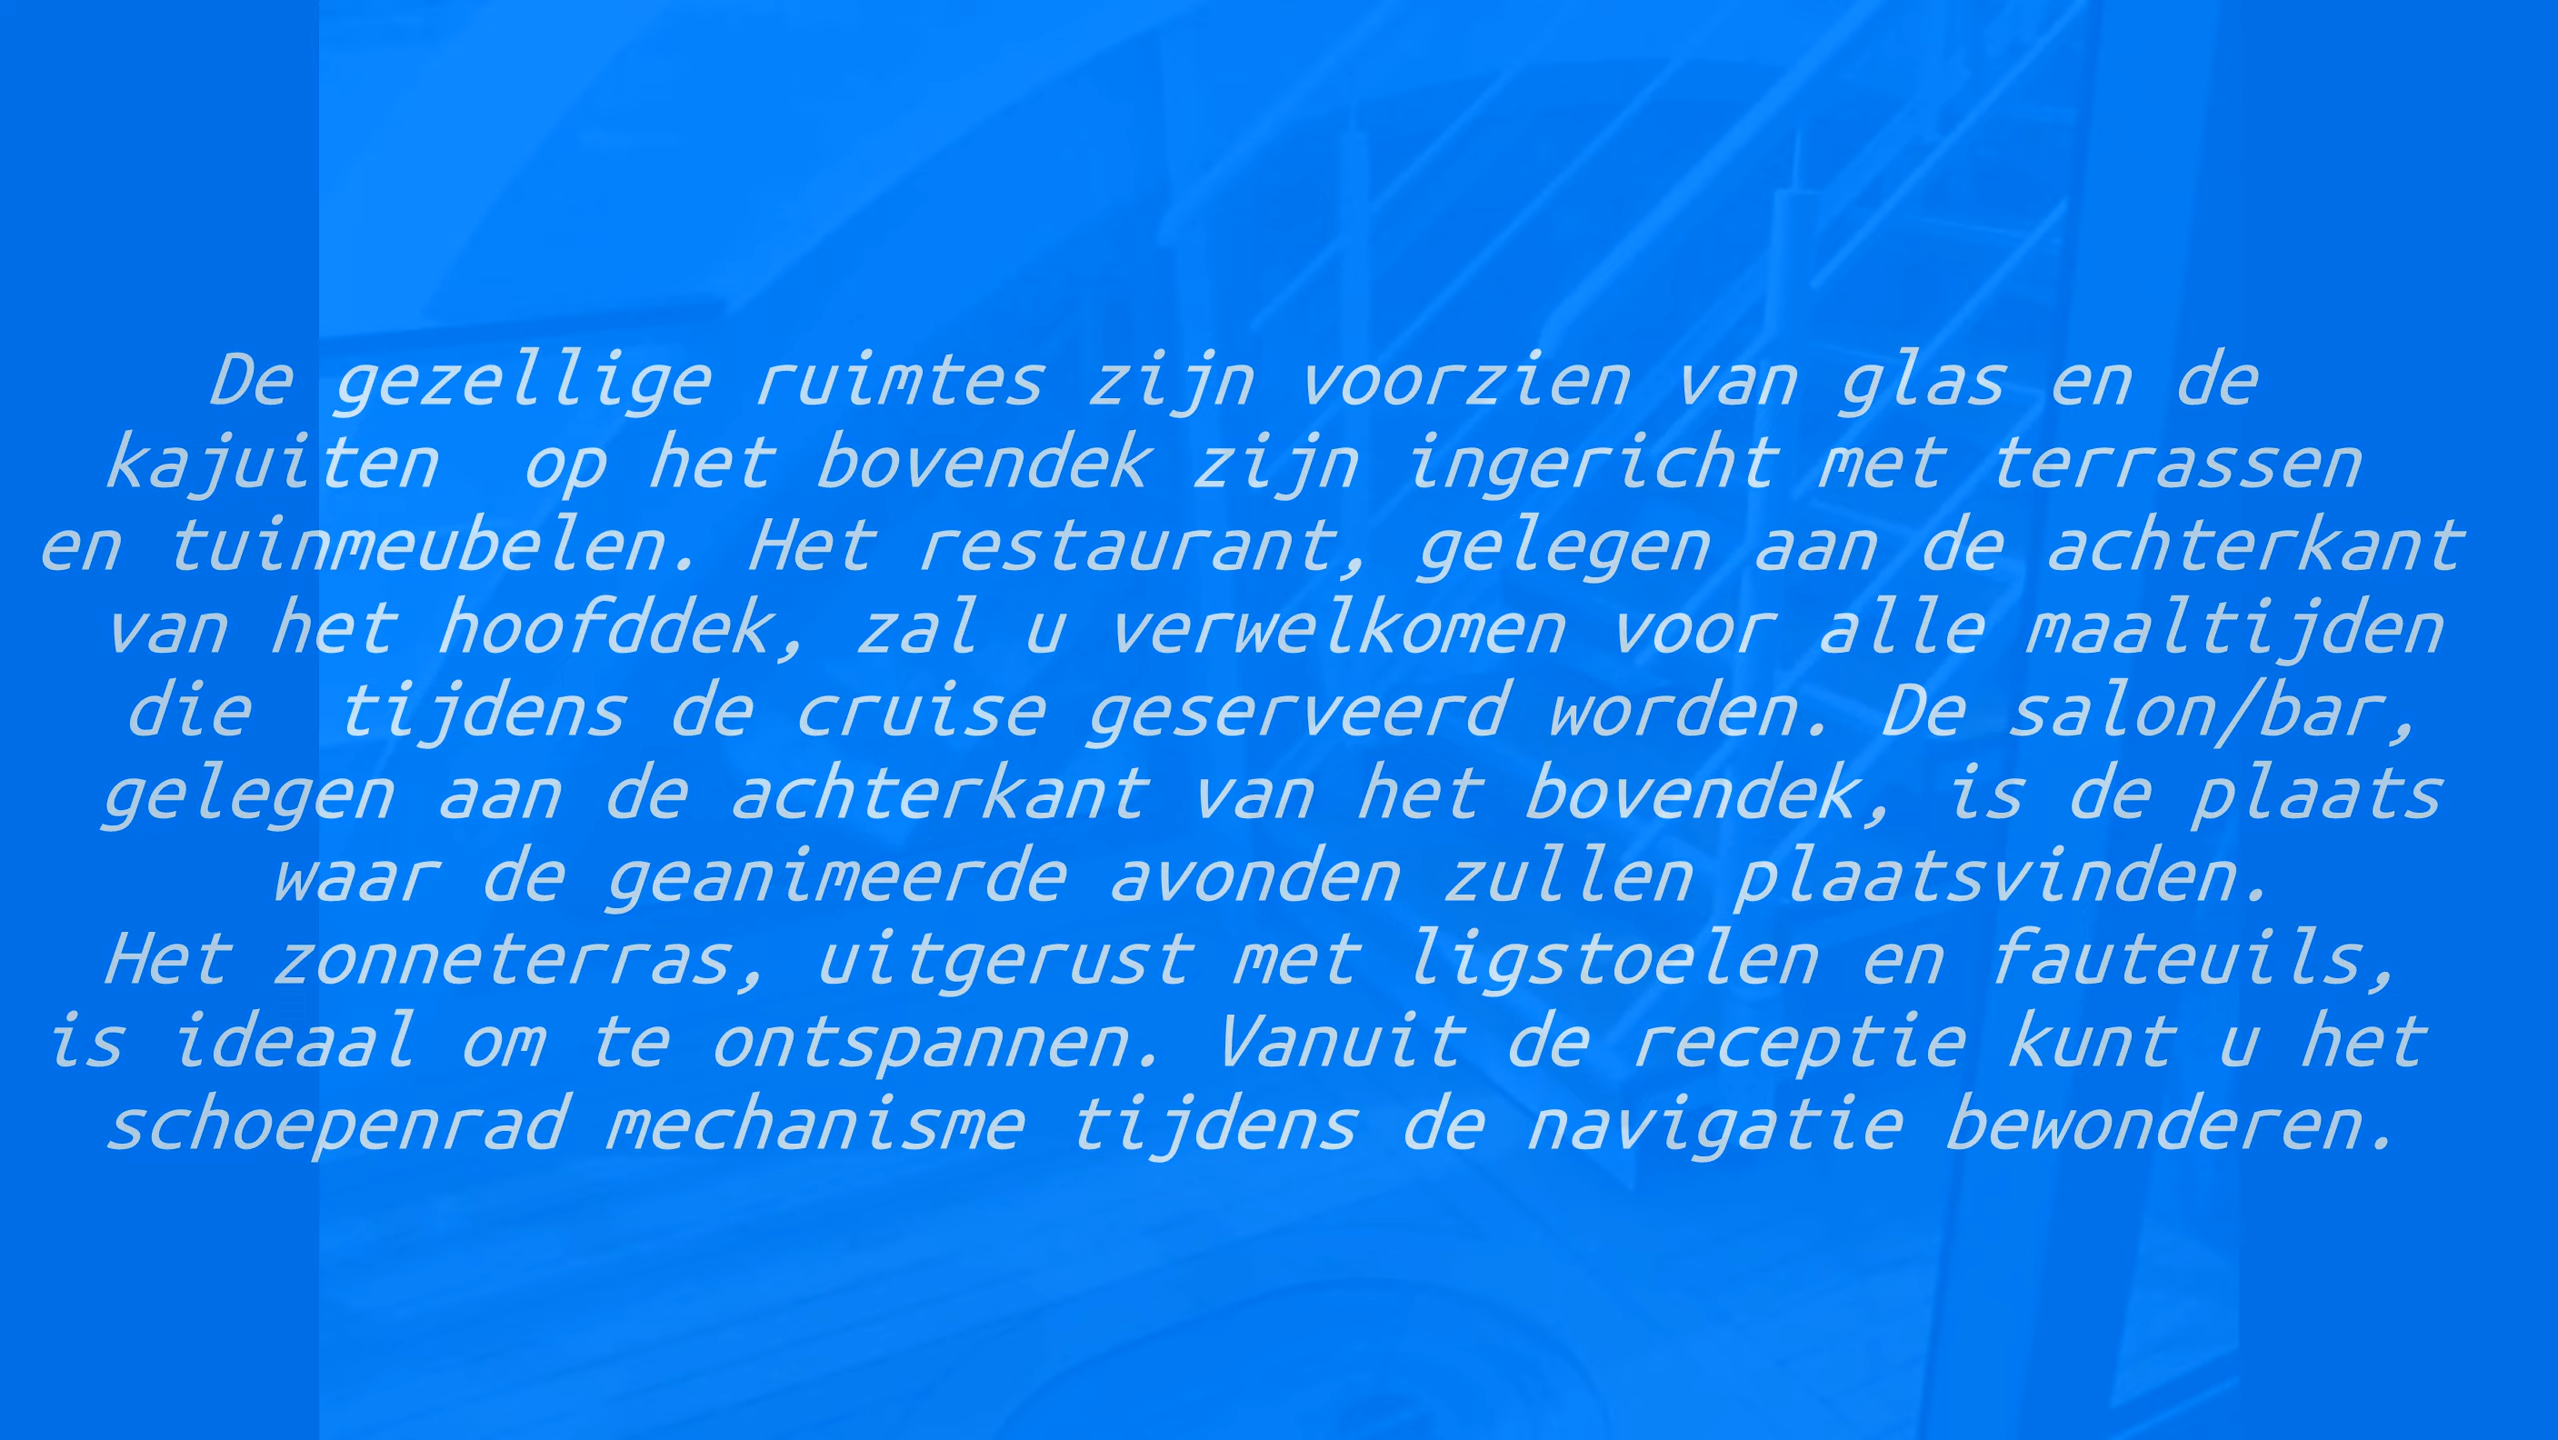 De gezellige ruimtes zijn voorzien van glas en de
kajuiten  op het bovendek zijn ingericht met terrassen
en tuinmeubelen. Het restaurant, gelegen aan de achterkant
van het hoofddek, zal u verwelkomen voor alle maaltijden
die  tijdens de cruise geserveerd worden. De salon/bar,
gelegen aan de achterkant van het bovendek, is de plaats
waar de geanimeerde avonden zullen plaatsvinden.
Het zonneterras, uitgerust met ligstoelen en fauteuils,
is ideaal om te ontspannen. Vanuit de receptie kunt u het
schoepenrad mechanisme tijdens de navigatie bewonderen.